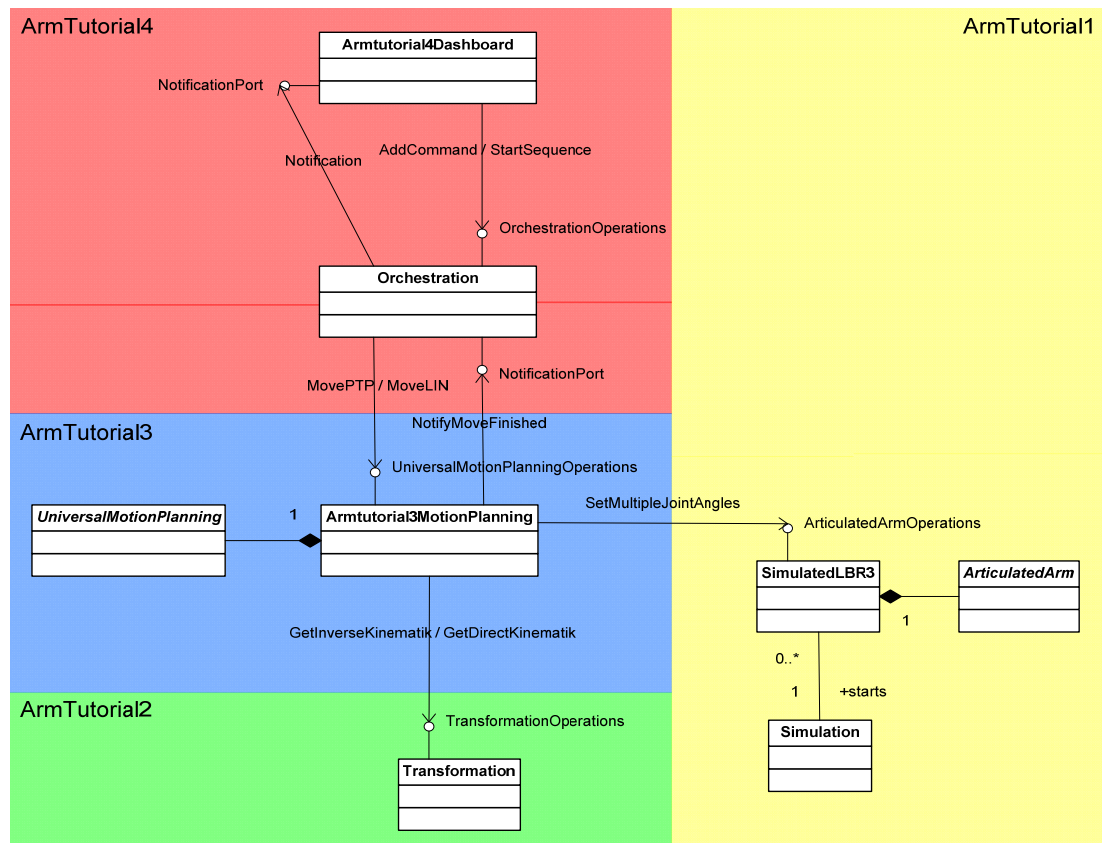 ArmTutorial4
ArmTutorial1
Armtutorial4Dashboard
NotificationPort
AddCommand / StartSequence
Notification
OrchestrationOperations
Orchestration
NotificationPort
MovePTP / MoveLIN
NotifyMoveFinished
ArmTutorial3
UniversalMotionPlanningOperations
SetMultipleJointAngles
UniversalMotionPlanning
1
Armtutorial3MotionPlanning
ArticulatedArmOperations
SimulatedLBR3
ArticulatedArm
1
GetInverseKinematik / GetDirectKinematik
0..*
1
+starts
ArmTutorial2
TransformationOperations
Simulation
Transformation